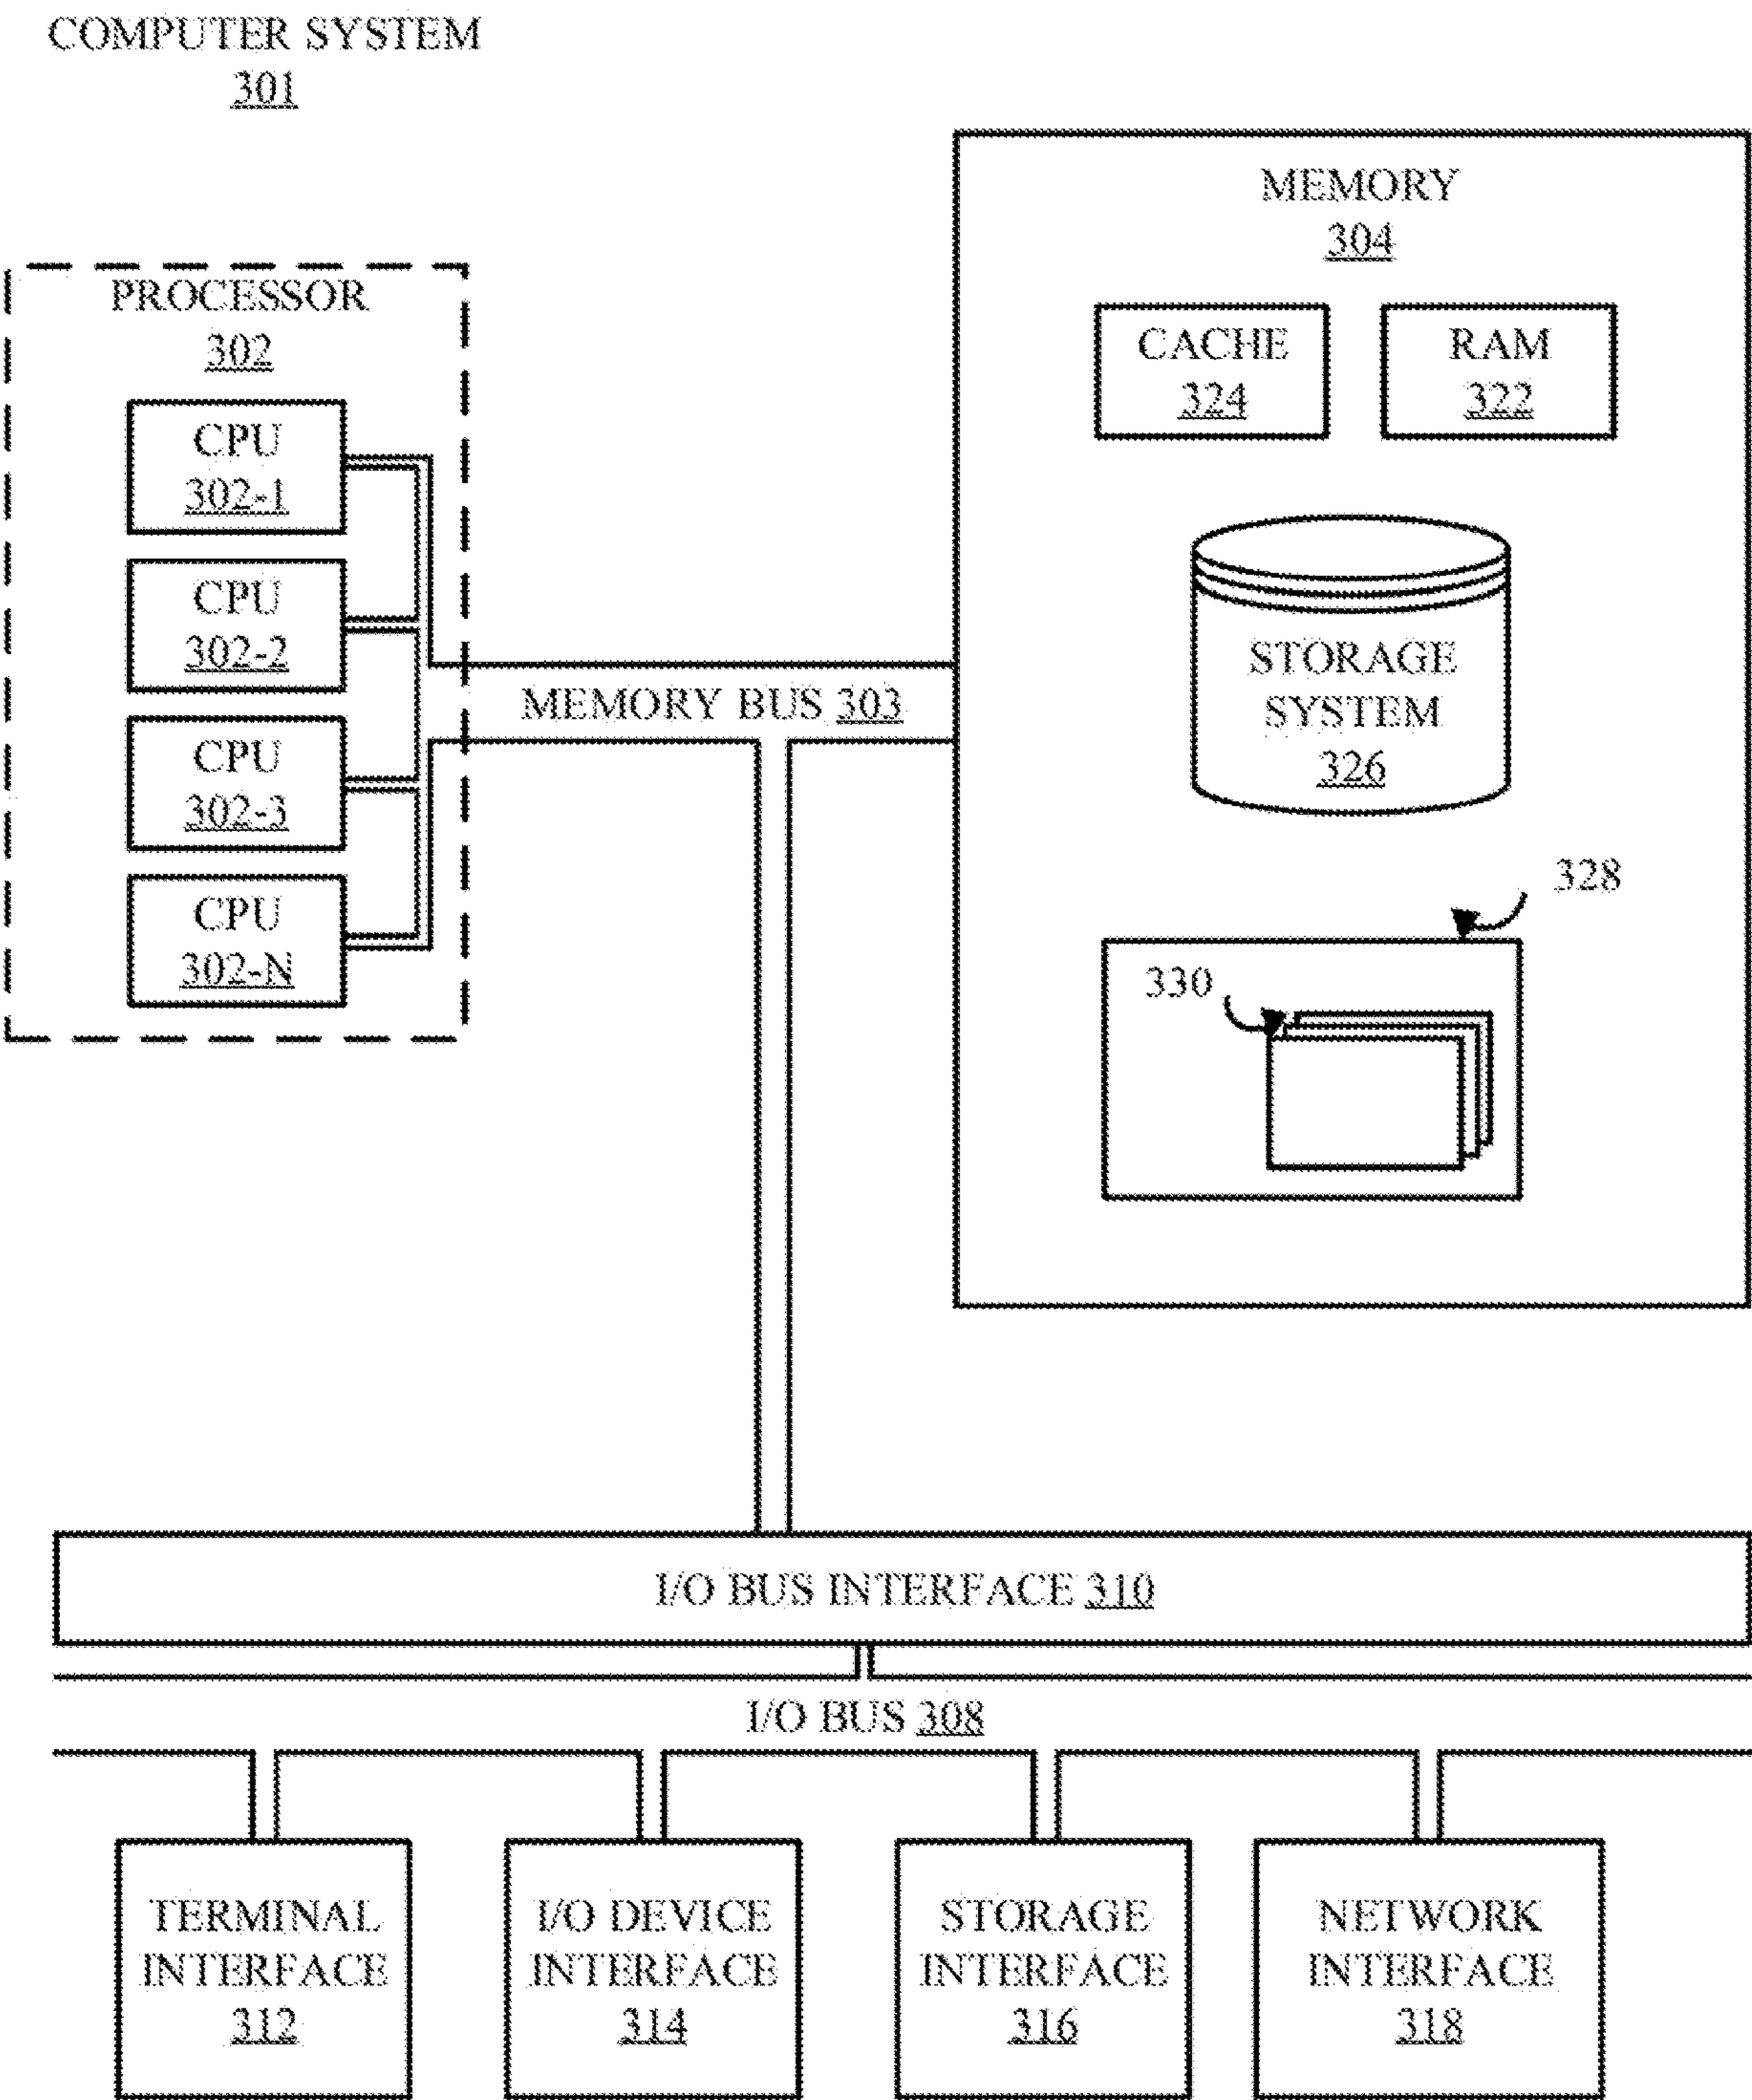 COMPUTER SYSTEM
301
MEMORY
304
PROCESSOR
302
CACHE
324
RAM
322
CPU
302-1
CPU
302-2
CPU
302-3
CPU
302-N
MEMORY BUS 303
STORAGE
SYSTEM
326
328
330
I/O BUS INTERFACE 310
I/O BUS 308
TERMINAL
INTERFACE
312
I/O DEVICE
INTERFACE
314
STORAGE
INTERFACE
316
NETWORK
INTERFACE
318